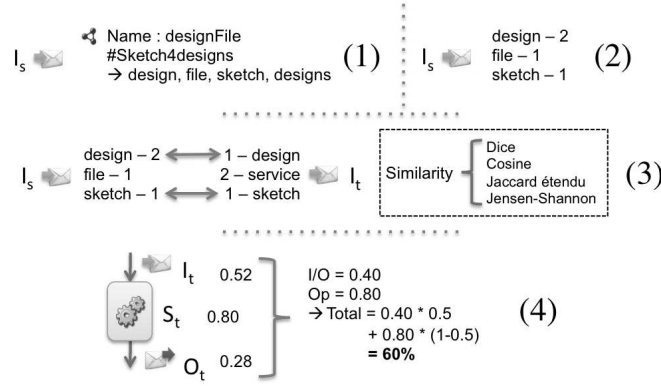 Name : designFile
#Sketch4designs
→ design, file, sketch, designs
I_s
(1)
design – 2
file – 1
sketch – 1
I_s
(2)
design – 2 1 – design
file – 1 2 – service
sketch – 1 1 – sketch
I_s
I_t
Similarity
Dice
Cosine
Jaccard étendu
Jensen-Shannon
(3)
I_t 0.52
S_t 0.80
O_t 0.28
I/O = 0.40
Op = 0.80
→ Total = 0.40 * 0.5
+ 0.80 * (1-0.5)
= 60%
(4)